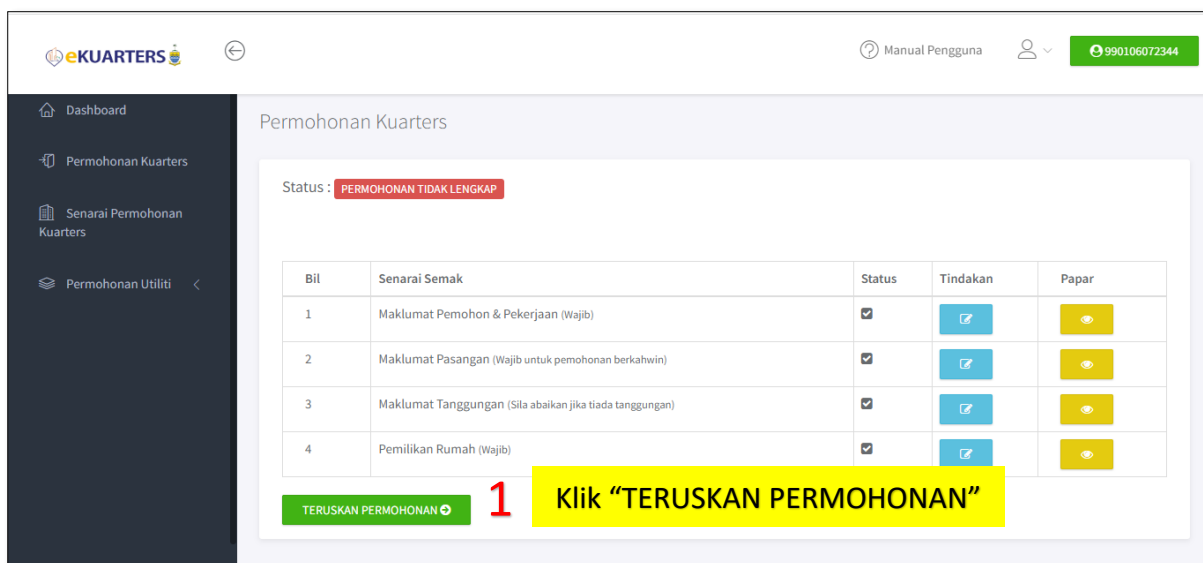 eKUARTERS
Manual Pengguna
990106072344
Dashboard
Permohonan Kuarters
Senarai Permohonan
Kuarters
Permohonan Utiliti
Permohonan Kuarters
Status : PERMOHONAN TIDAK LENGKAP
Bil Senarai Semak Status Tindakan Papar
1 Maklumat Pemohon & Pekerjaan (Wajib)
2 Maklumat Pasangan (Wajib untuk pemohonan berkahwin)
3 Maklumat Tanggungan (Sila abaikan jika tiada tanggungan)
4 Pemilikan Rumah (Wajib)
TERUSKAN PERMOHONAN
1 Klik “TERUSKAN PERMOHONAN”